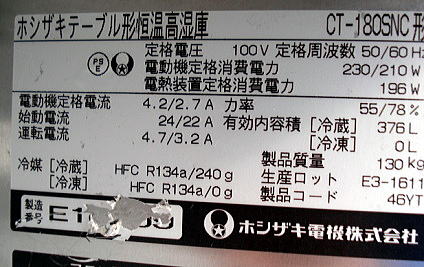 ホシザキテーブル形恒温高湿庫 CT-180SNC形
定格電圧 100V 定格周波数 50/60Hz
電動機定格消費電力 230/210W
電熱装置定格消費電力 196W
PS E
電動機定格電流 4.2/2.7A 力率 55/78%
始動電流 24/22A 有効内容積［冷蔵］ 376L
運転電流 4.7/3.2A ［冷凍］ 0L
製品質量 130kg
冷媒［冷蔵］ HFC R134a/240g 生産ロット E3-1611
［冷凍］ HFC R134a/0g 製品コード 46YT
製造番号 ホシザキ電機株式会社